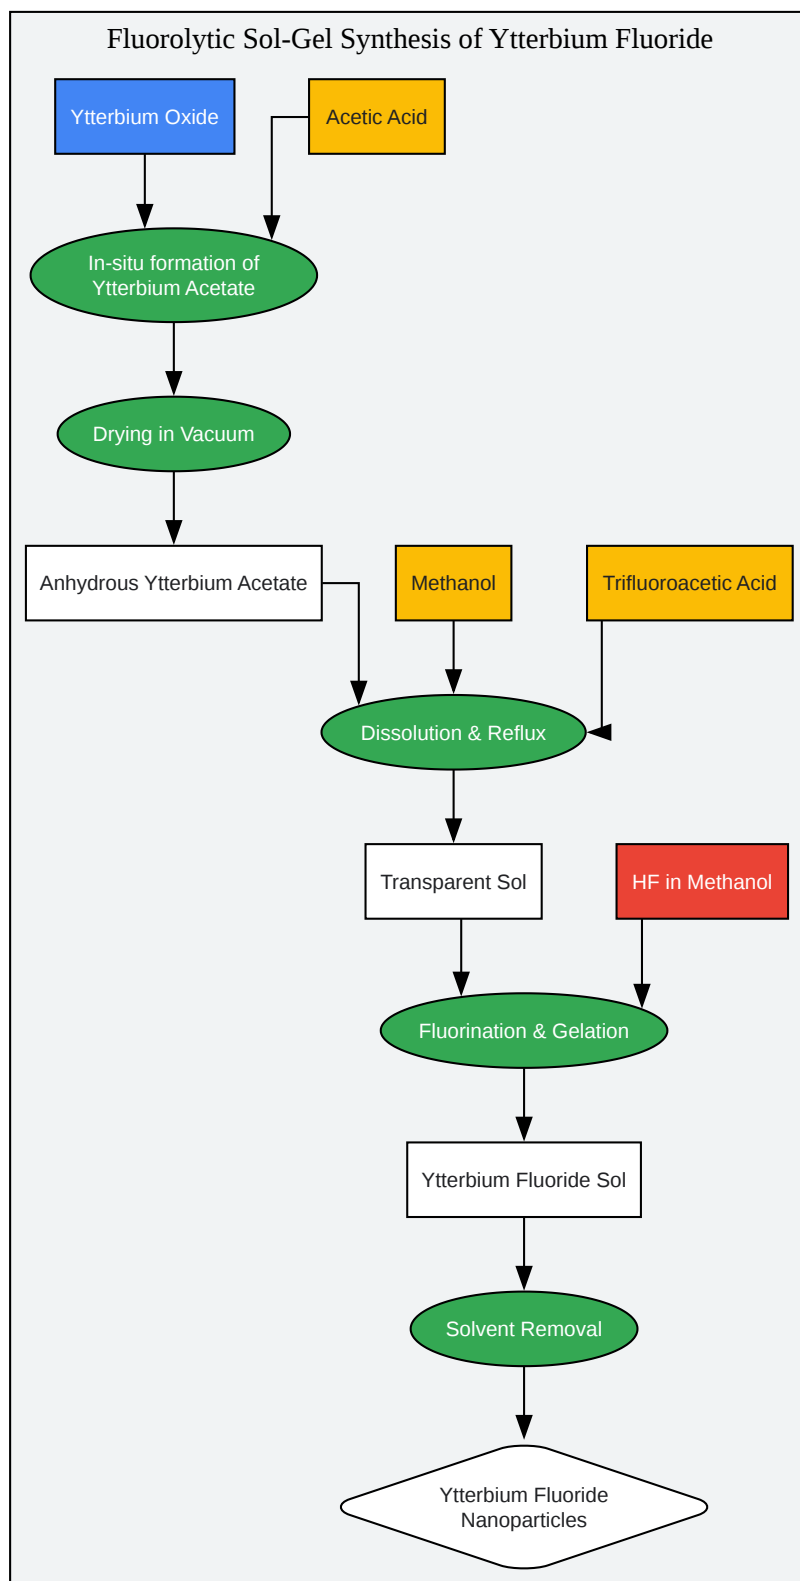 Fluorolytic Sol-Gel Synthesis of Ytterbium Fluoride
Ytterbium Oxide
Acetic Acid
In-situ formation of
Ytterbium Acetate
Drying in Vacuum
Anhydrous Ytterbium Acetate
Methanol
Trifluoroacetic Acid
Dissolution & Reflux
Transparent Sol
HF in Methanol
Fluorination & Gelation
Ytterbium Fluoride Sol
Solvent Removal
Ytterbium Fluoride
Nanoparticles